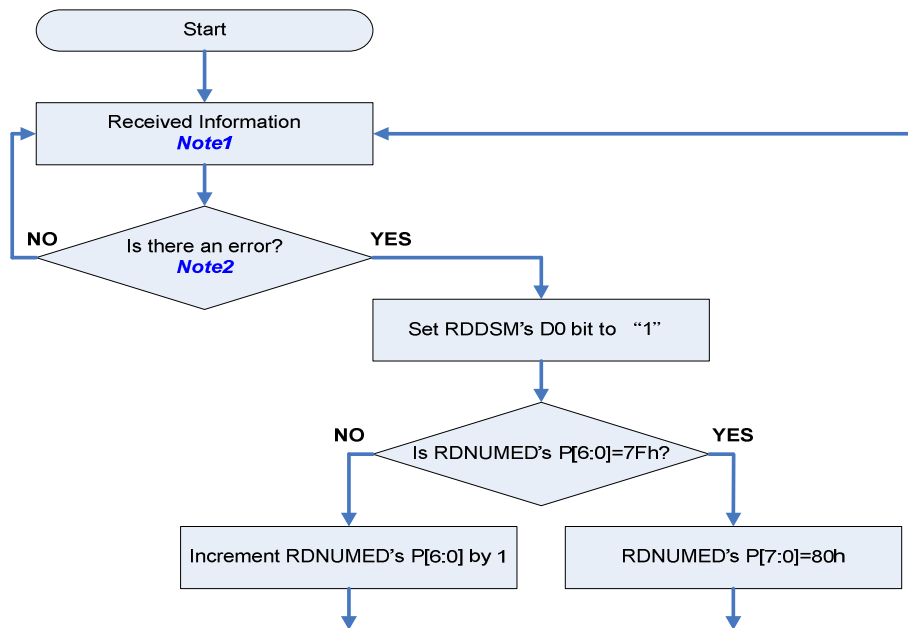 Start
Received Information
Note1
Is there an error?
Note2
NO
YES
Set RDDSM's D0 bit to “1”
Is RDNUMED's P[6:0]=7Fh?
NO
YES
Increment RDNUMED's P[6:0] by 1
RDNUMED's P[7:0]=80h